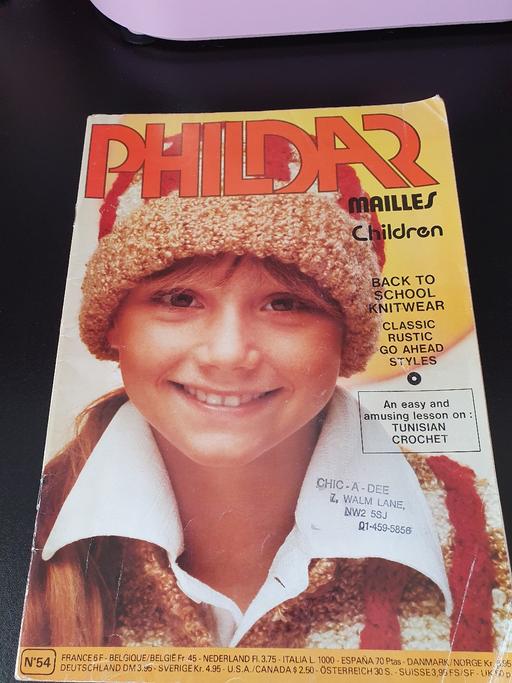 PHILDAR
MAILLES
Children
BACK TO
SCHOOL
KNITWEAR
CLASSIC
RUSTIC
GO AHEAD
STYLES
An easy and
amusing lesson on :
TUNISIAN
CROCHET
CHIC-A-DEE
7, WALM LANE,
NW2 5SJ
01-459-5856
N°54
FRANCE 6 F - BELGIQUE/BELGIË Fr. 45 - NEDERLAND Fl. 3.75 - ITALIA L. 1000 - ESPAÑA 70 Ptas - DANMARK/NORGE Kr.
DEUTSCHLAND DM 3.95 - SVERIGE Kr. 4.95 - U.S.A./CANADA $ 2.50 - ÖSTERREICH 30 S. - SUISSE 3,95 FS/SF - UK